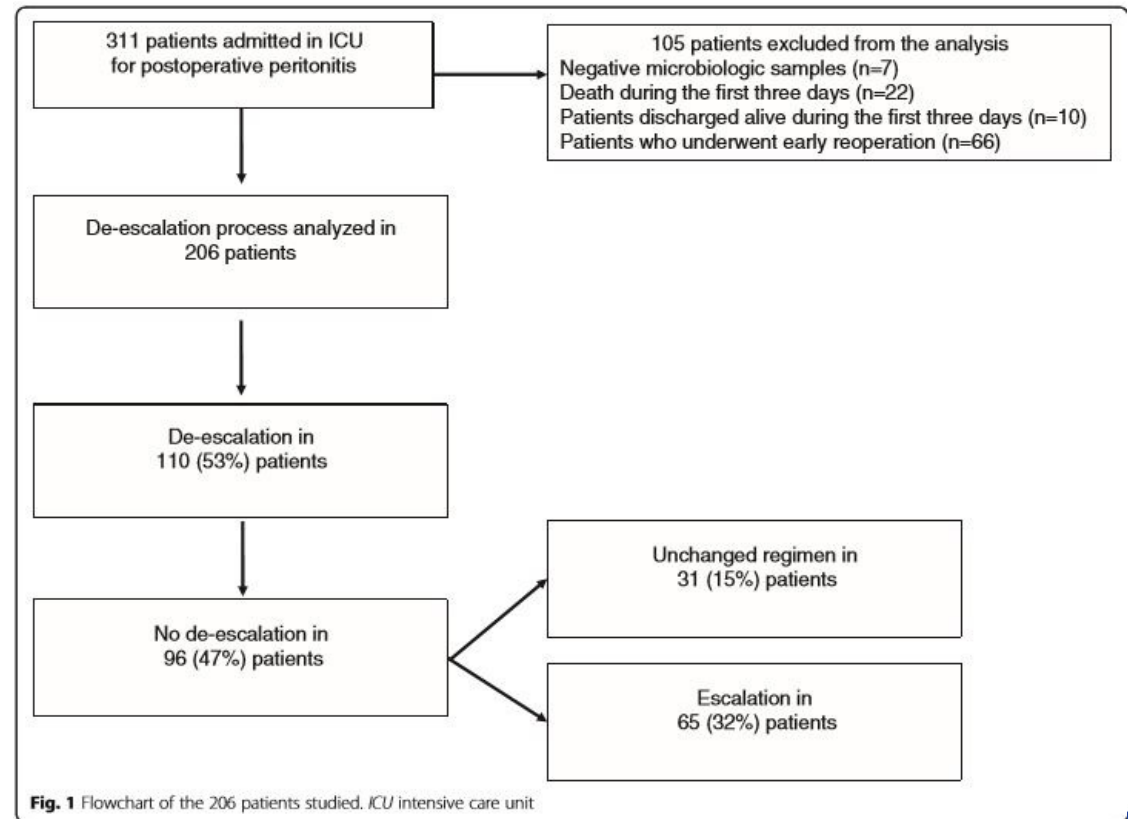 311 patients admitted in ICU
for postoperative peritonitis
105 patients excluded from the analysis
Negative microbiologic samples (n=7)
Death during the first three days (n=22)
Patients discharged alive during the first three days (n=10)
Patients who underwent early reoperation (n=66)
De-escalation process analyzed in
206 patients
De-escalation in
110 (53%) patients
Unchanged regimen in
31 (15%) patients
No de-escalation in
96 (47%) patients
Escalation in
65 (32%) patients
Fig. 1 Flowchart of the 206 patients studied. ICU intensive care unit